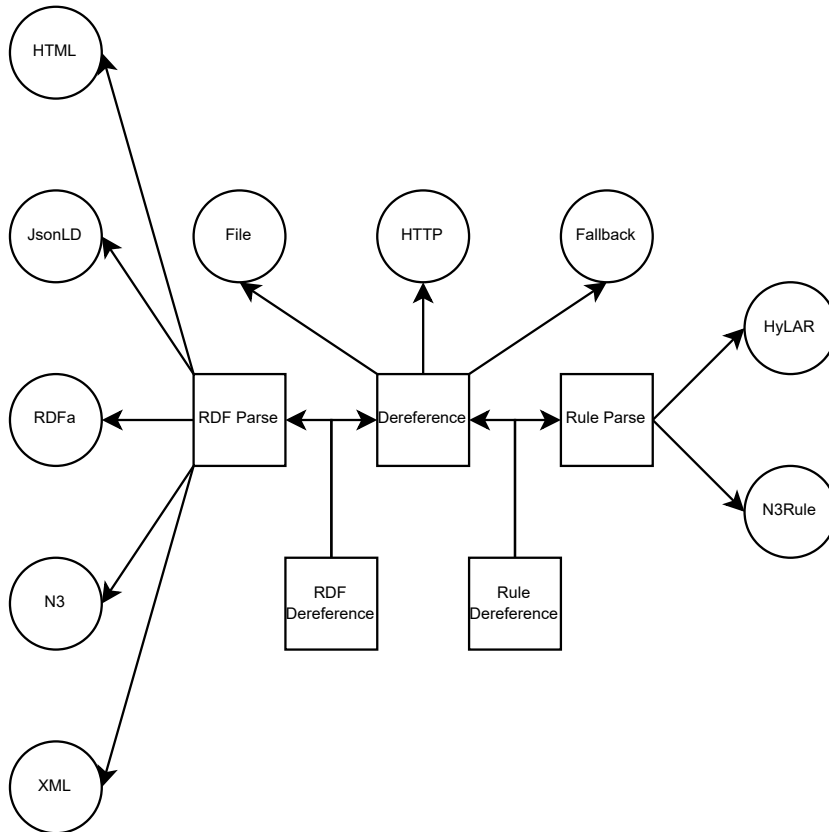 HTML
JsonLD
File
HTTP
Fallback
HyLAR
RDFa
RDF Parse
Dereference
Rule Parse
N3Rule
N3
RDF
Dereference
Rule
Dereference
XML